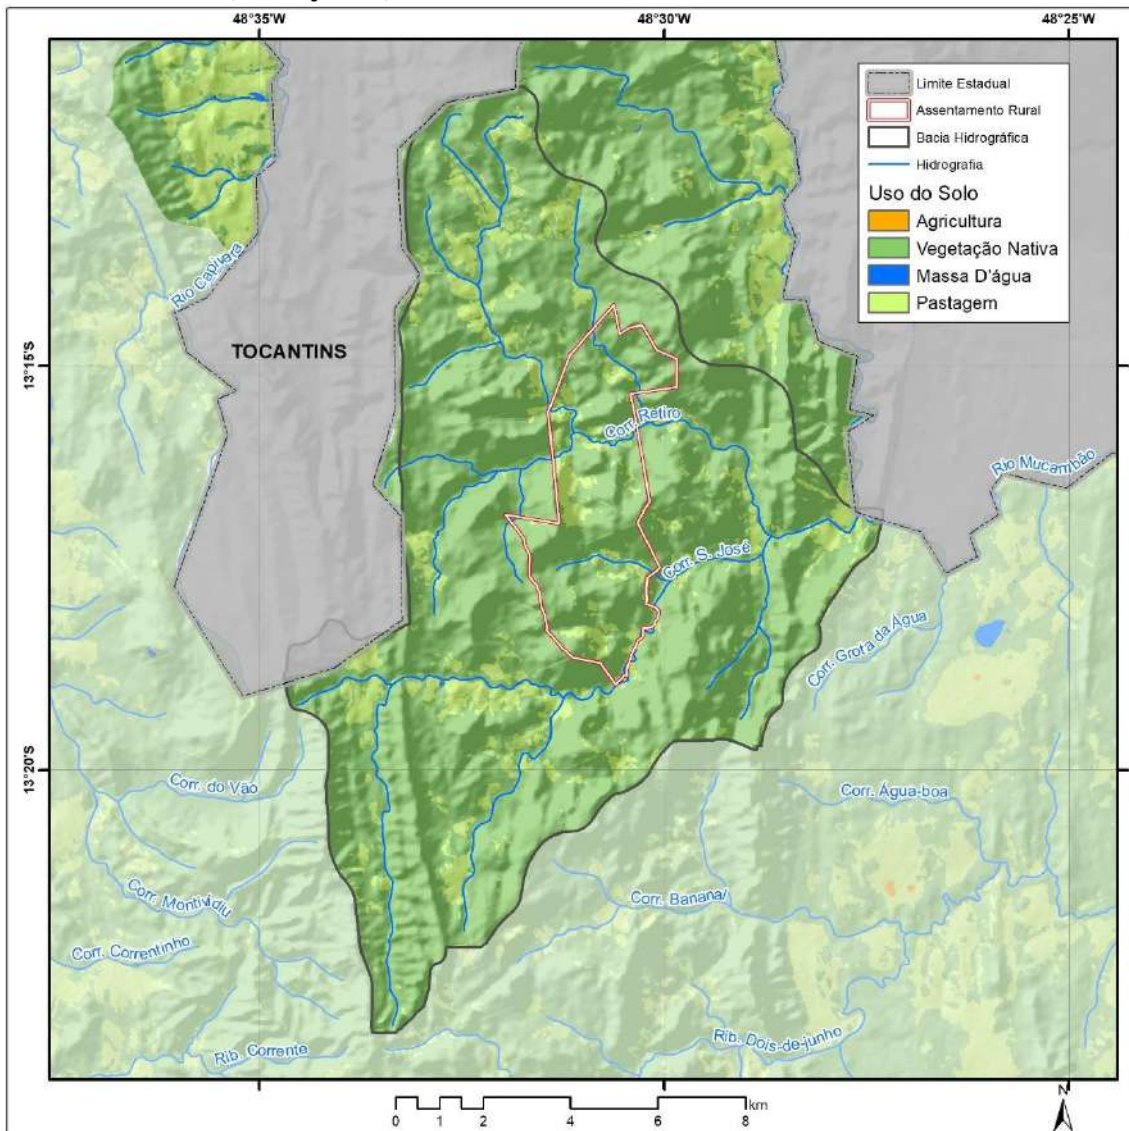 48°35'W
48°30'W
48°25'W
Limite Estadual
Assentamento Rural
Bacia Hidrográfica
Hidrografia
Uso do Solo
Agricultura
Vegetação Nativa
Massa D'água
Pastagem
Rio Capivara
TOCANTINS
13°15'S
Corr. Retiro
Rio Mucambão
Corr. S. José
Corr. Grota da Água
13°20'S
Corr. do Vão
Corr. Água-boa
Corr. Montividiu
Corr. Bananal
Corr. Correntinho
Rib. Dois-de-junho
Rib. Corrente
N
km
0 1 2 4 6 8